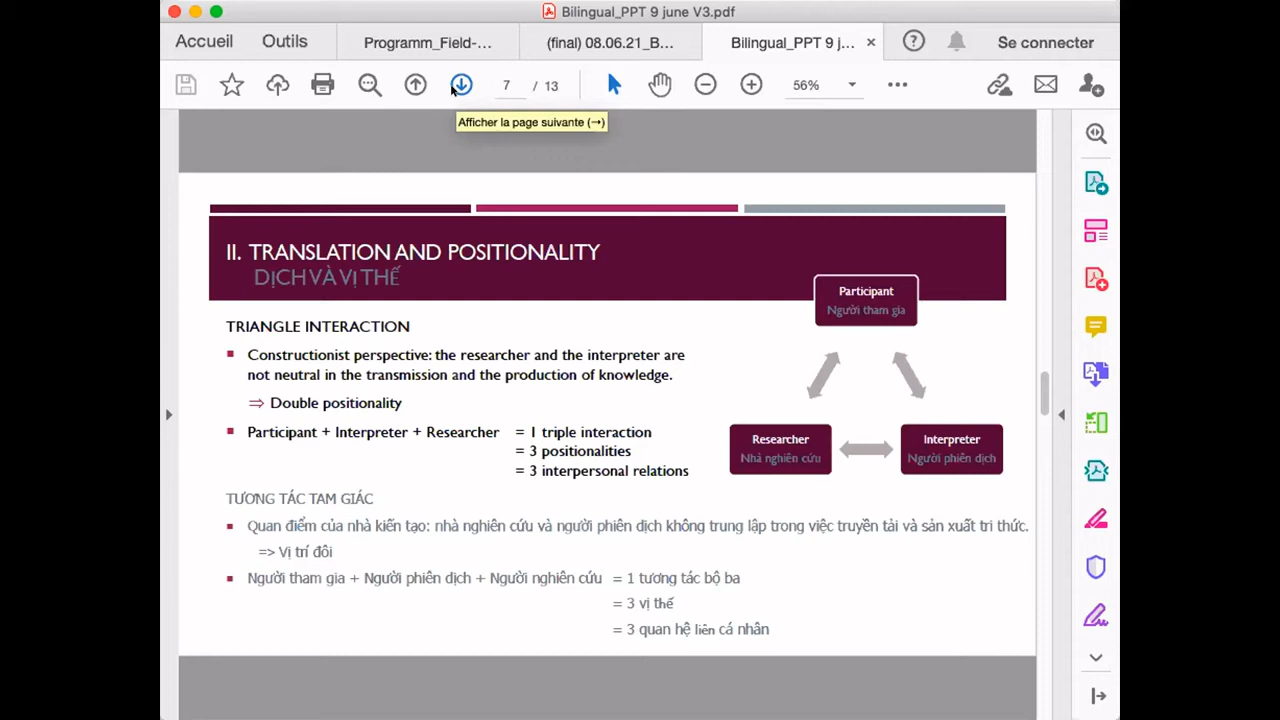 Bilingual_PPT 9 june V3.pdf
Accueil Outils Programm_Field-... (final) 08.06.21_B... Bilingual_PPT 9 j... × Se connecter
7 / 13 56%
Afficher la page suivante (→)
II. TRANSLATION AND POSITIONALITY
DỊCH VÀ VỊ THẾ
Participant
Người tham gia
TRIANGLE INTERACTION
Constructionist perspective: the researcher and the interpreter are
not neutral in the transmission and the production of knowledge.
⇒ Double positionality
Participant + Interpreter + Researcher = 1 triple interaction
= 3 positionalities
= 3 interpersonal relations
Researcher
Nhà nghiên cứu
Interpreter
Người phiên dịch
TƯƠNG TÁC TAM GIÁC
Quan điểm của nhà kiến tạo: nhà nghiên cứu và người phiên dịch không trung lập trong việc truyền tải và sản xuất tri thức.
=> Vị trí đôi
Người tham gia + Người phiên dịch + Người nghiên cứu = 1 tương tác bộ ba
= 3 vị thế
= 3 quan hệ liên cá nhân